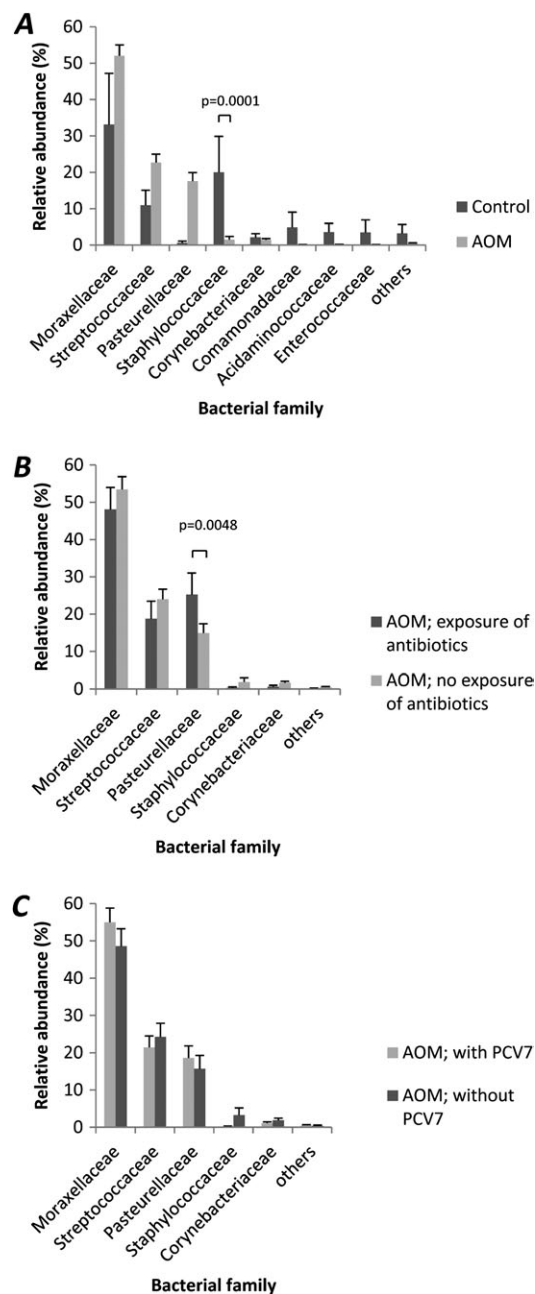 A
Relative abundance (%)
60
50
40
30
20
10
0
p=0.0001
Control
AOM
Moraxellaceae
Streptococcaceae
Pasteurellaceae
Staphylococcaceae
Corynebacteriaceae
Comamonadaceae
Acidaminococcaceae
Enterococcaceae
others
Bacterial family
B
Relative abundance (%)
60
50
40
30
20
10
0
p=0.0048
AOM; exposure of
antibiotics
AOM; no exposure
of antibiotics
Moraxellaceae
Streptococcaceae
Pasteurellaceae
Staphylococcaceae
Corynebacteriaceae
others
Bacterial family
C
Relative abundance (%)
60
50
40
30
20
10
0
AOM; with PCV7
AOM; without
PCV7
Moraxellaceae
Streptococcaceae
Pasteurellaceae
Staphylococcaceae
Corynebacteriaceae
others
Bacterial family